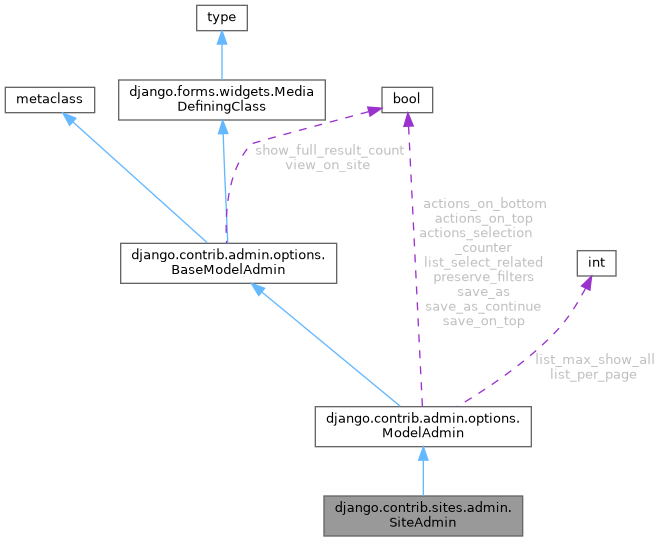 type
metaclass
django.forms.widgets.Media
DefiningClass
bool
show_full_result_count
view_on_site
actions_on_bottom
actions_on_top
actions_selection
_counter
list_select_related
preserve_filters
save_as
save_as_continue
save_on_top
django.contrib.admin.options.
BaseModelAdmin
int
list_max_show_all
list_per_page
django.contrib.admin.options.
ModelAdmin
django.contrib.sites.admin.
SiteAdmin